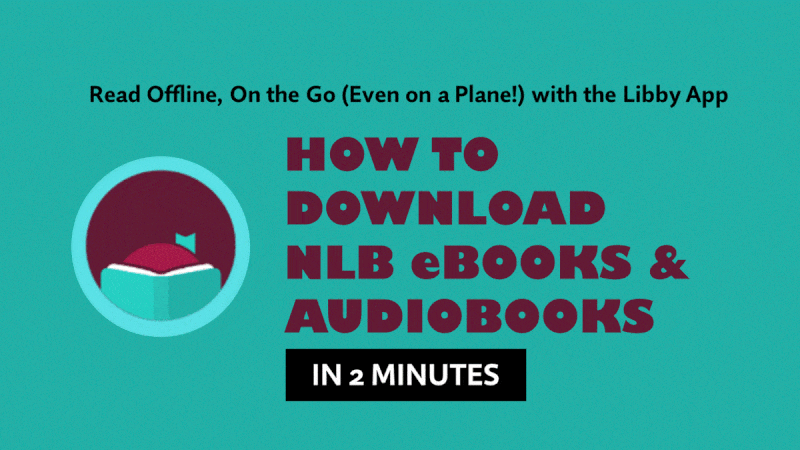 Read Offline, On the Go (Even on a Plane!) with the Libby App
HOW TO
DOWNLOAD
NLB eBOOKS &
AUDIOBOOKS
IN 2 MINUTES